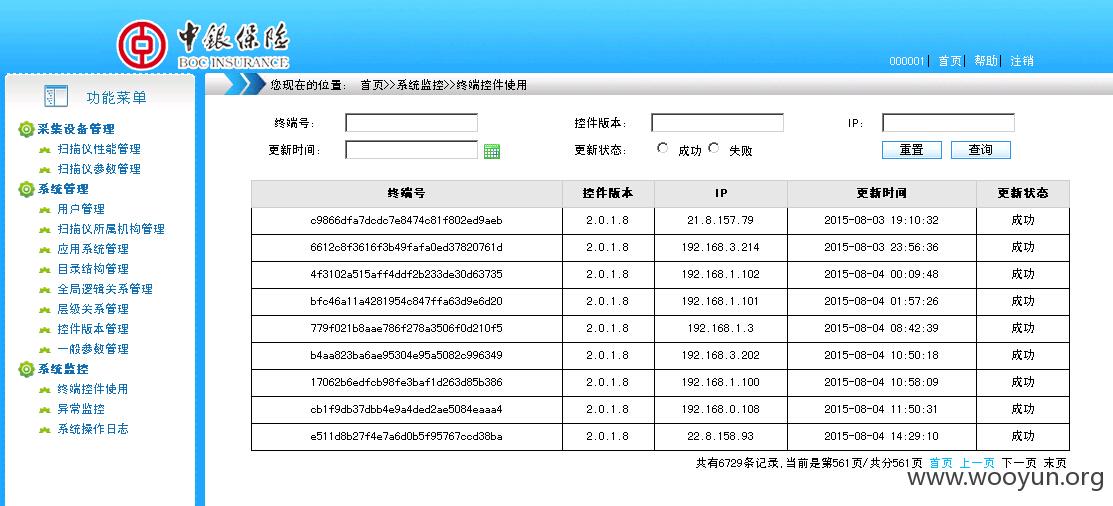 中银保险
BOC INSURANCE
000001| 首页| 帮助| 注销
功能菜单
您现在的位置： 首页>>系统监控>>终端控件使用
采集设备管理
扫描仪性能管理
扫描仪参数管理
系统管理
用户管理
扫描仪所属机构管理
应用系统管理
目录结构管理
全局逻辑关系管理
层级关系管理
控件版本管理
一般参数管理
系统监控
终端控件使用
异常监控
系统操作日志
终端号： 控件版本： IP：
更新时间： 更新状态： 成功 失败 重置 查询
终端号 控件版本 IP 更新时间 更新状态
c9866dfa7dcdc7e8474c81f802ed9aeb 2.0.1.8 21.8.157.79 2015-08-03 19:10:32 成功
6612c8f3616f3b49fafa0ed37820761d 2.0.1.8 192.168.3.214 2015-08-03 23:56:36 成功
4f3102a515aff4ddf2b233de30d63735 2.0.1.8 192.168.1.102 2015-08-04 00:09:48 成功
bfc46a11a4281954c847ffa63d9e6d20 2.0.1.8 192.168.1.101 2015-08-04 01:57:26 成功
779f021b8aae786f278a3506f0d210f5 2.0.1.8 192.168.1.3 2015-08-04 08:42:39 成功
b4aa823ba6ae95304e95a5082c996349 2.0.1.8 192.168.3.202 2015-08-04 10:50:18 成功
17062b6edfcb98fe3baf1d263d85b386 2.0.1.8 192.168.1.100 2015-08-04 10:58:09 成功
cb1f9db37dbb4e9a4ded2ae5084eaaa4 2.0.1.8 192.168.0.108 2015-08-04 11:50:31 成功
e511d8b27f4e7a6d0b5f95767ccd38ba 2.0.1.8 22.8.158.93 2015-08-04 14:29:10 成功
共有6729条记录,当前是第561页/共分561页 首页 上一页 下一页 末页
www.wooyun.org